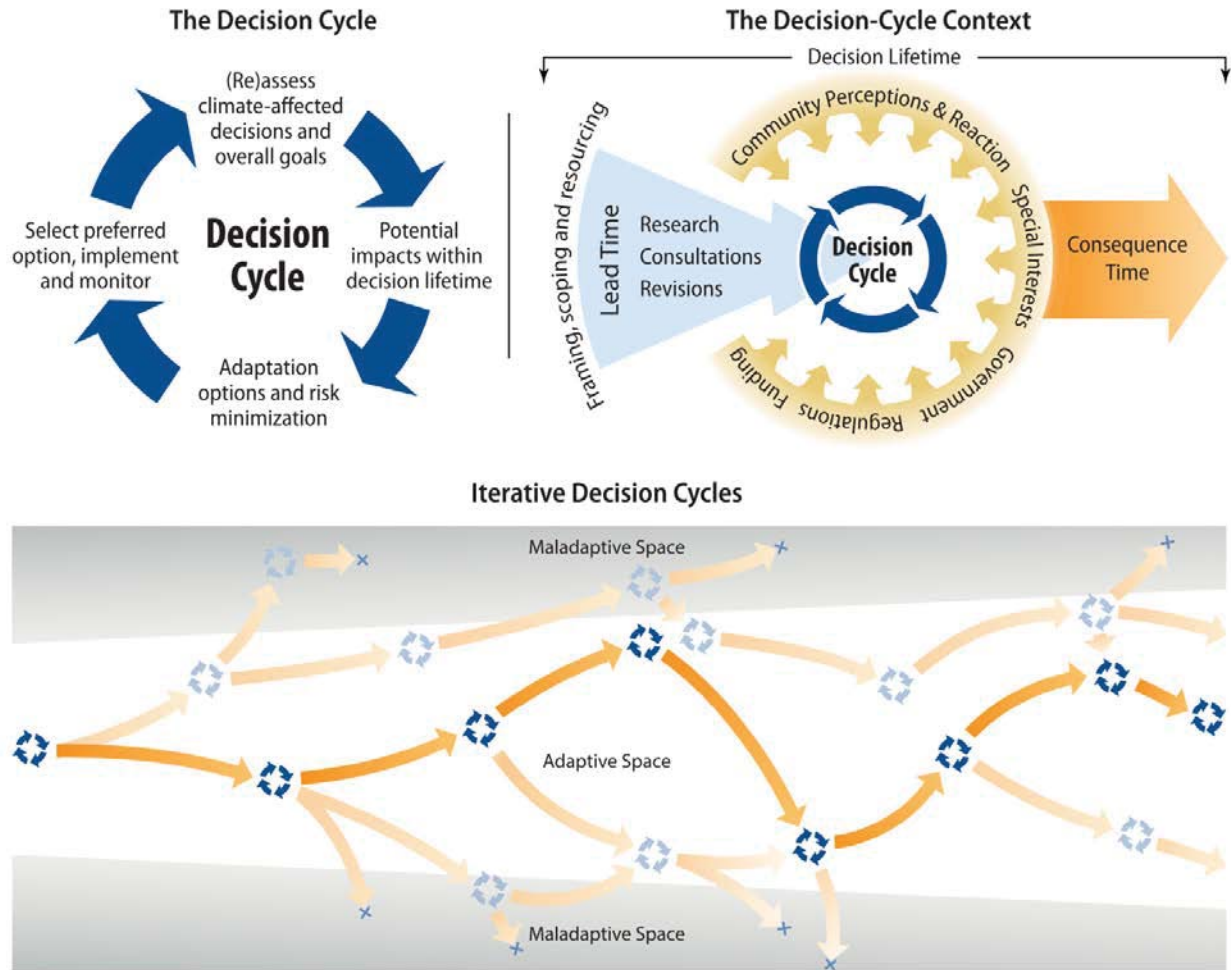 The Decision Cycle
(Re)assess
climate-affected
decisions and
overall goals
Select preferred
option, implement
and monitor
Decision
Cycle
Potential
impacts within
decision lifetime
Adaptation
options and risk
minimization
The Decision-Cycle Context
Decision Lifetime
Framing, scoping and resourcing
Lead Time
Research
Consultations
Revisions
Decision
Cycle
Community Perceptions & Reaction
Special Interests
Government
Regulations
Funding
Consequence
Time
Iterative Decision Cycles
Maladaptive Space
Adaptive Space
Maladaptive Space